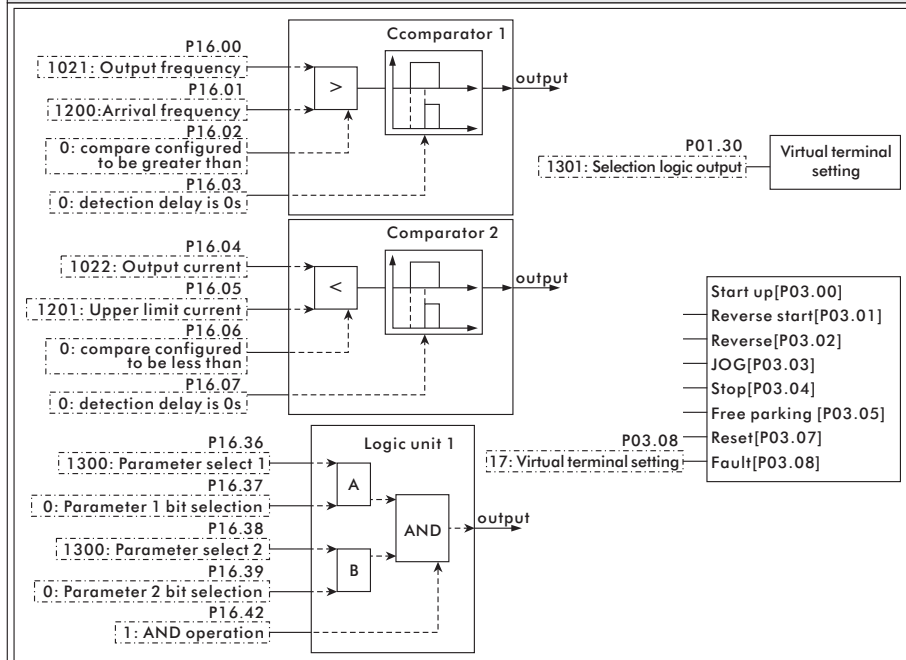 P16.00
Ccomparator 1
1021: Output frequency
P16.01
>
output
1200:Arrival frequency
P16.02
0: compare configured
to be greater than
P16.03
0: detection delay is 0s
P01.30
1301: Selection logic output
Virtual terminal
setting
P16.04
Comparator 2
1022: Output current
P16.05
<
output
1201: Upper limit current
P16.06
0: compare configured
to be less than
P16.07
0: detection delay is 0s
Start up[P03.00]
Reverse start[P03.01]
Reverse[P03.02]
JOG[P03.03]
Stop[P03.04]
Free parking [P03.05]
Reset[P03.07]
P03.08
17: Virtual terminal setting
Fault[P03.08]
P16.36
Logic unit 1
1300: Parameter select 1
A
P16.37
0: Parameter 1 bit selection
AND
output
P16.38
1300: Parameter select 2
B
P16.39
0: Parameter 2 bit selection
P16.42
1: AND operation